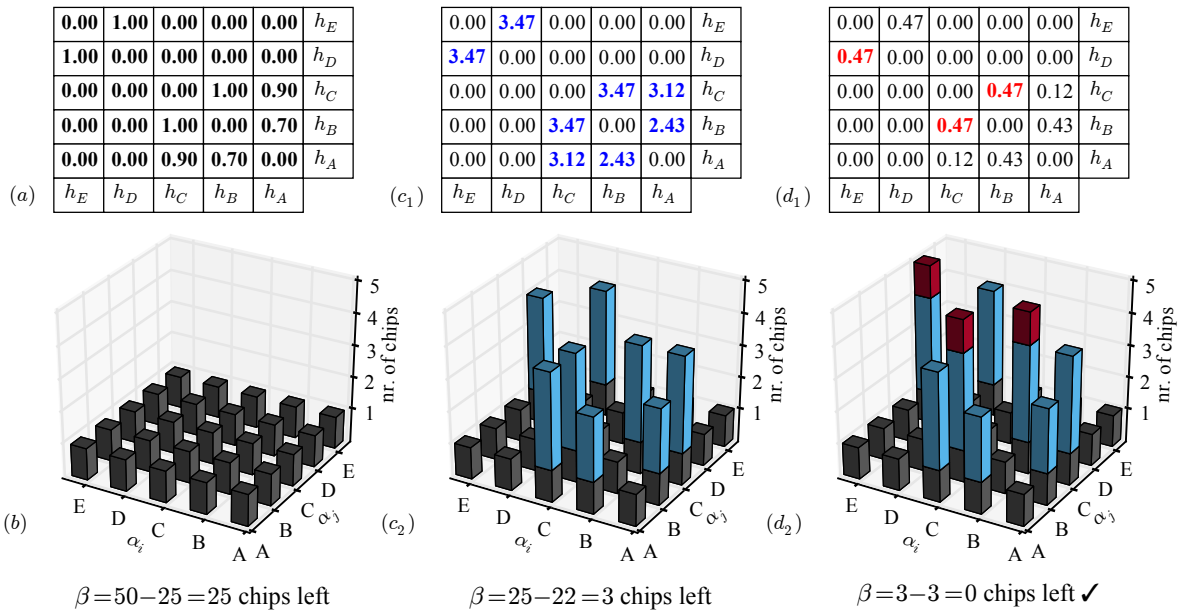 0.00 1.00 0.00 0.00 0.00 h_E
1.00 0.00 0.00 0.00 0.00 h_D
0.00 0.00 0.00 1.00 0.90 h_C
0.00 0.00 1.00 0.00 0.70 h_B
0.00 0.00 0.90 0.70 0.00 h_A
(a) h_E h_D h_C h_B h_A
0.00 3.47 0.00 0.00 0.00 h_E
3.47 0.00 0.00 0.00 0.00 h_D
0.00 0.00 0.00 3.47 3.12 h_C
0.00 0.00 3.47 0.00 2.43 h_B
0.00 0.00 3.12 2.43 0.00 h_A
(c₁) h_E h_D h_C h_B h_A
0.00 0.47 0.00 0.00 0.00 h_E
0.47 0.00 0.00 0.00 0.00 h_D
0.00 0.00 0.00 0.47 0.12 h_C
0.00 0.00 0.47 0.00 0.43 h_B
0.00 0.00 0.12 0.43 0.00 h_A
(d₁) h_E h_D h_C h_B h_A
5
4
3
2
1
nr. of chips
E
D
C
B
A
α_i
A
B
C
D
E
α_j
(b)
β=50−25=25 chips left
5
4
3
2
1
nr. of chips
E
D
C
B
A
α_i
A
B
C
D
E
α_j
(c₂)
β=25−22=3 chips left
5
4
3
2
1
nr. of chips
E
D
C
B
A
α_i
A
B
C
D
E
α_j
(d₂)
β=3−3=0 chips left ✓